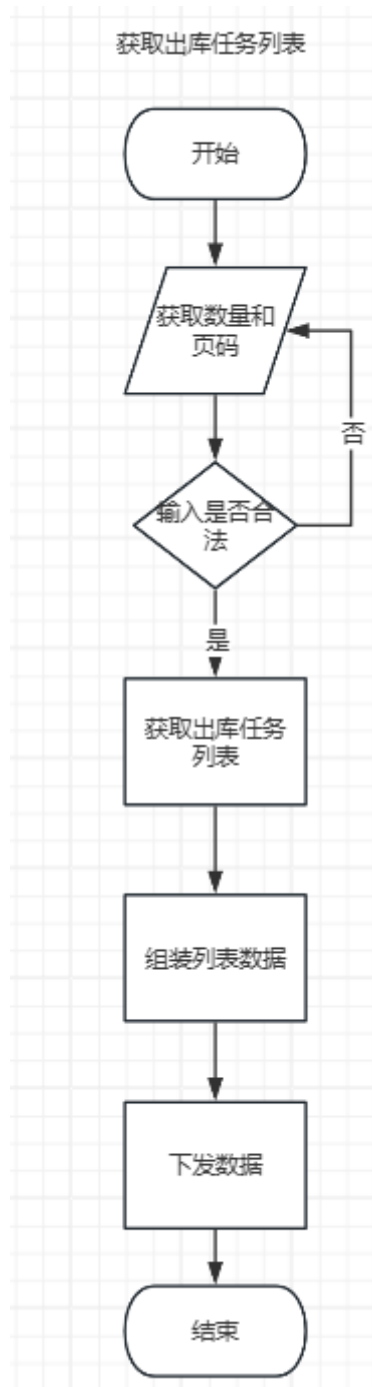 获取出库任务列表
开始
获取数量和
页码
否
输入是否合
法
是
获取出库任务
列表
组装列表数据
下发数据
结束